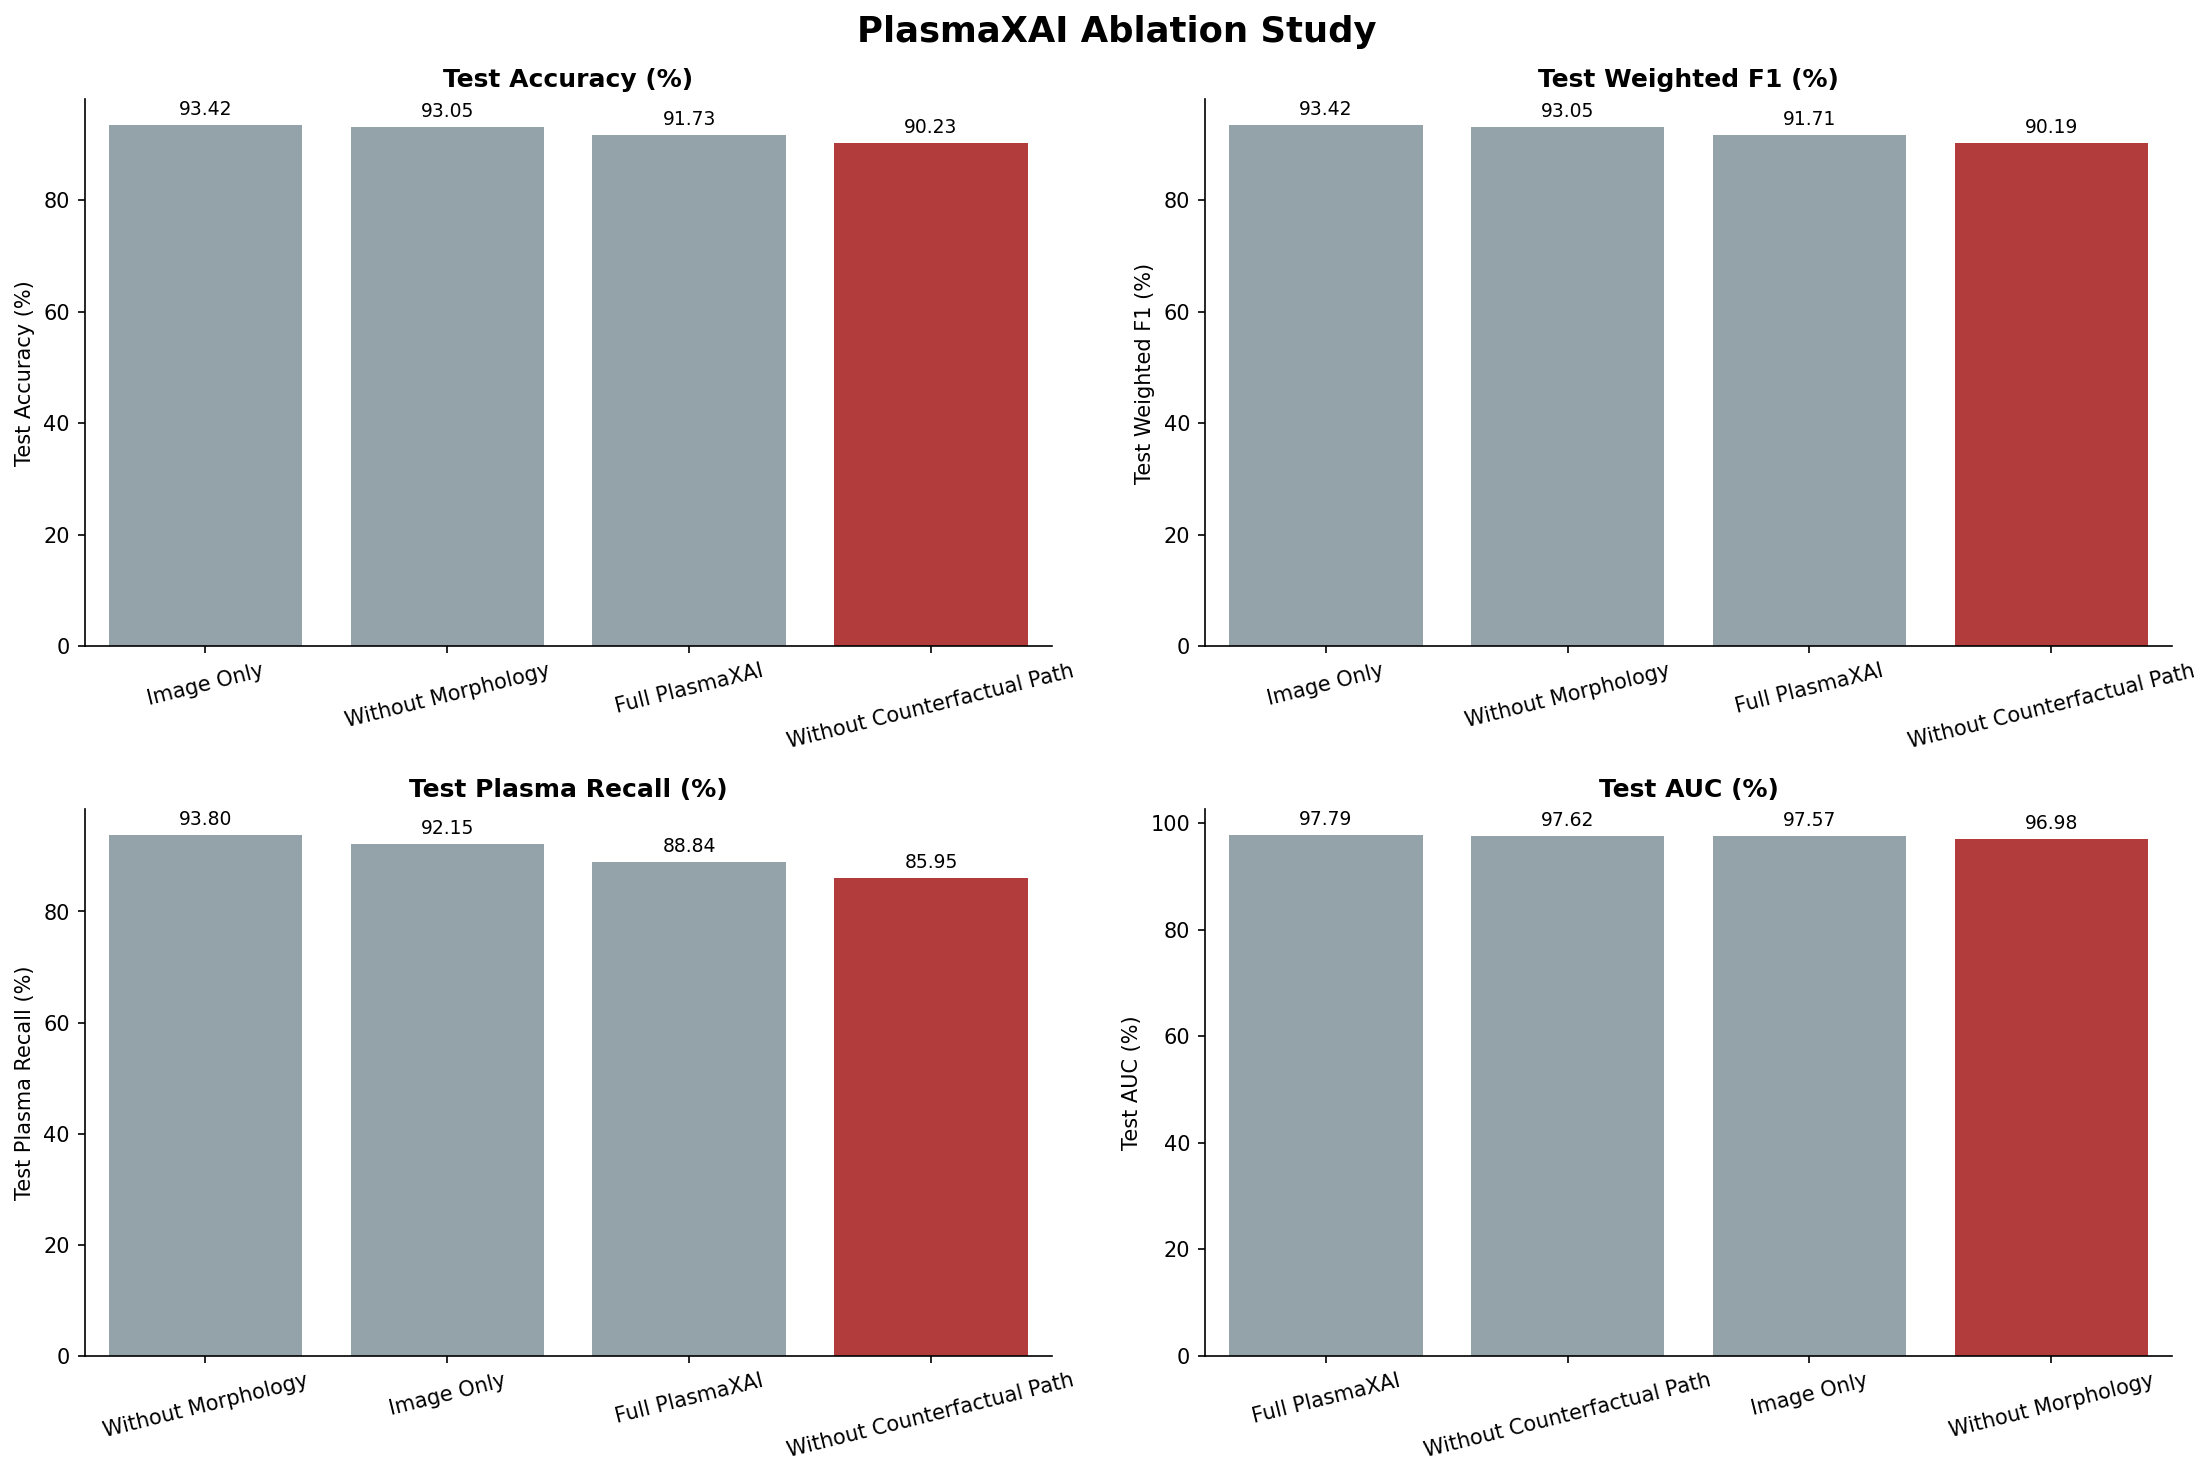 PlasmaXAI Ablation Study
Test Accuracy (%)
Test Accuracy (%)
0
20
40
60
80
93.42
93.05
91.73
90.23
Image Only
Without Morphology
Full PlasmaXAI
Without Counterfactual Path
Test Weighted F1 (%)
Test Weighted F1 (%)
0
20
40
60
80
93.42
93.05
91.71
90.19
Image Only
Without Morphology
Full PlasmaXAI
Without Counterfactual Path
Test Plasma Recall (%)
Test Plasma Recall (%)
0
20
40
60
80
93.80
92.15
88.84
85.95
Without Morphology
Image Only
Full PlasmaXAI
Without Counterfactual Path
Test AUC (%)
Test AUC (%)
0
20
40
60
80
100
97.79
97.62
97.57
96.98
Full PlasmaXAI
Without Counterfactual Path
Image Only
Without Morphology